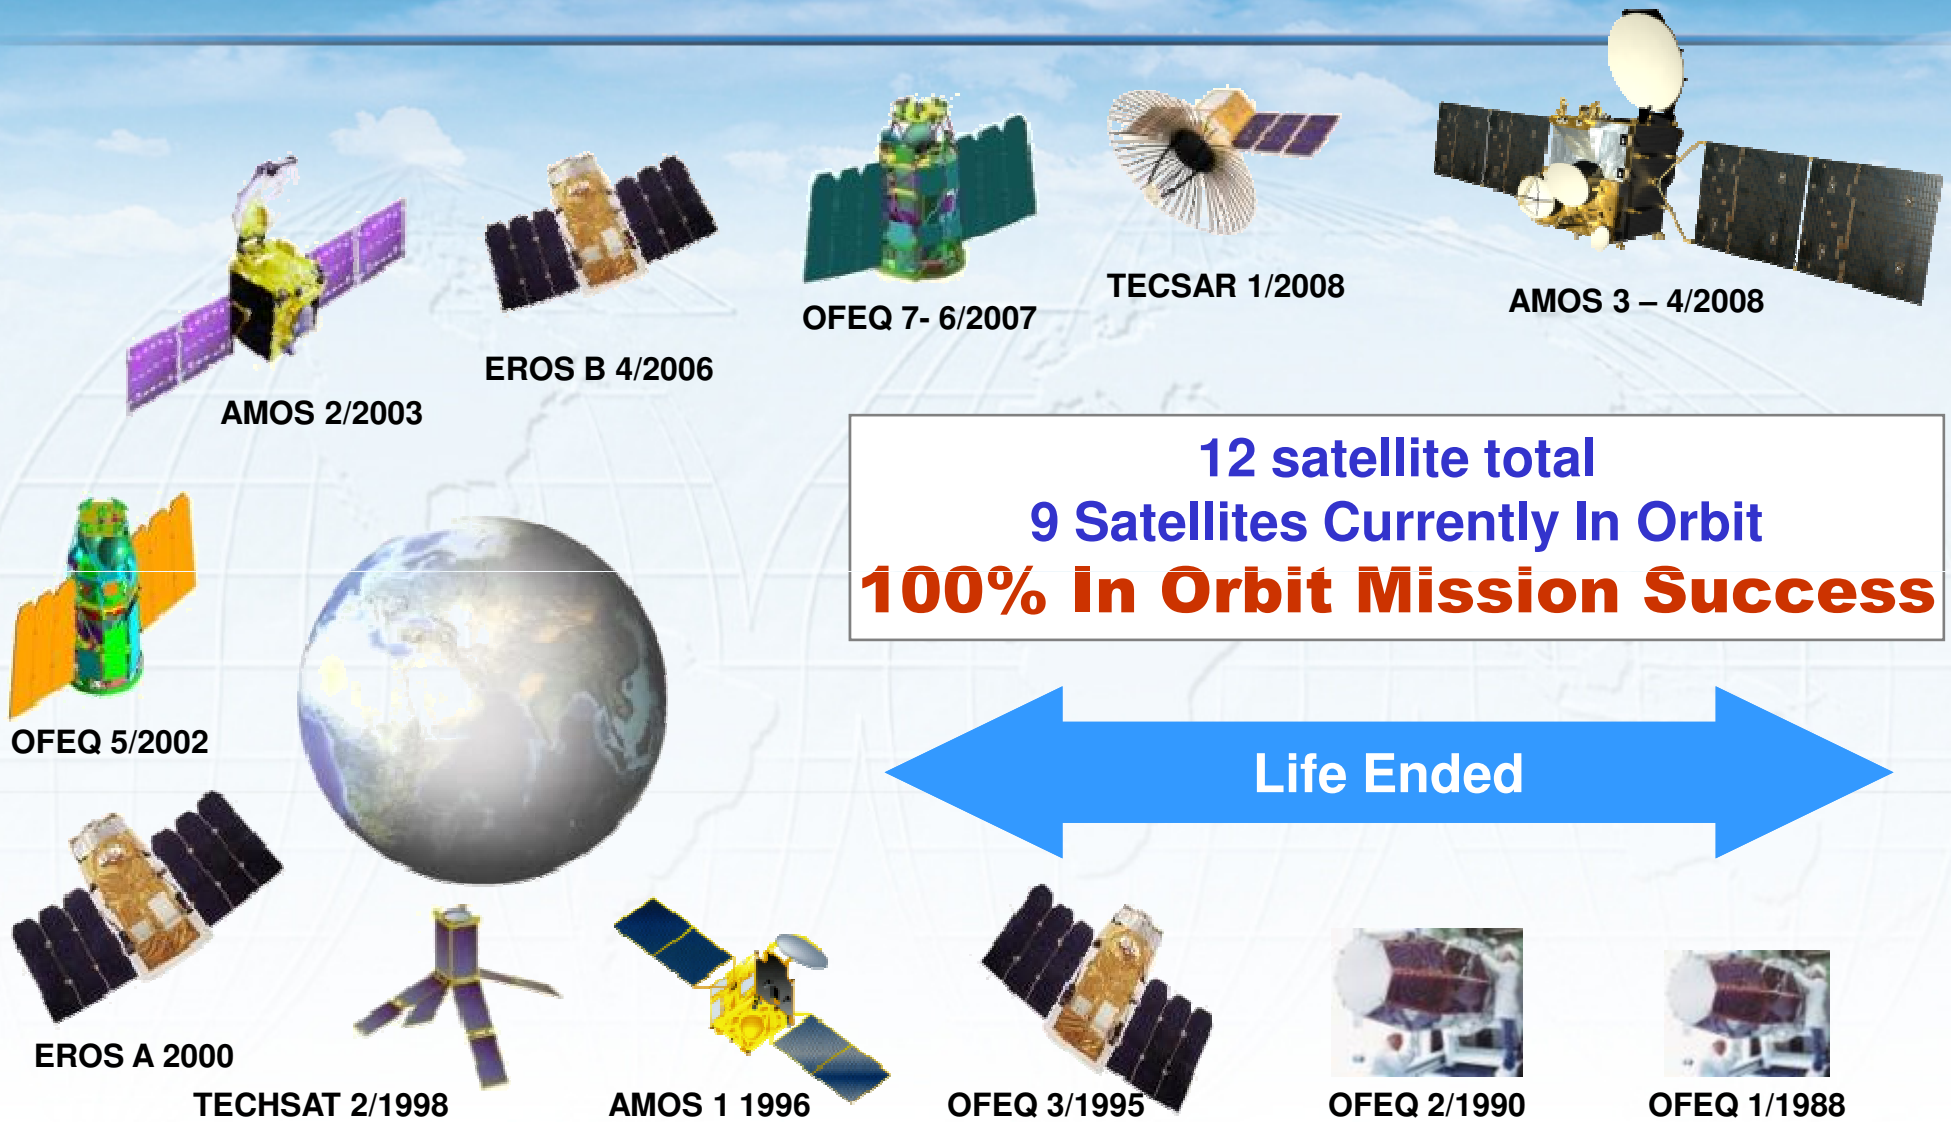 TECSAR 1/2008
AMOS 3 – 4/2008
OFEQ 7- 6/2007
EROS B 4/2006
AMOS 2/2003
12 satellite total
9 Satellites Currently In Orbit
100% In Orbit Mission Success
OFEQ 5/2002
Life Ended
EROS A 2000
TECHSAT 2/1998
AMOS 1 1996
OFEQ 3/1995
OFEQ 2/1990
OFEQ 1/1988